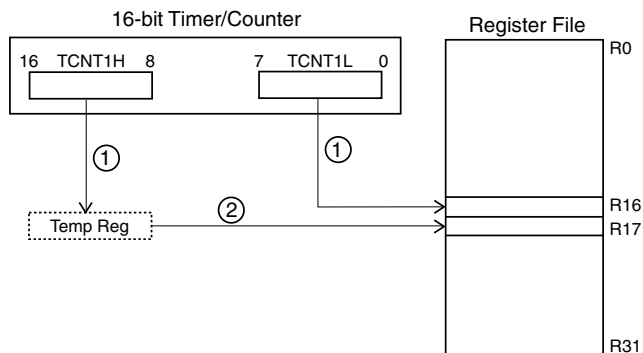 16-bit Timer/Counter
Register File
16 TCNT1H 8
7 TCNT1L 0
R0
①
①
R16
②
Temp Reg
R17
R31